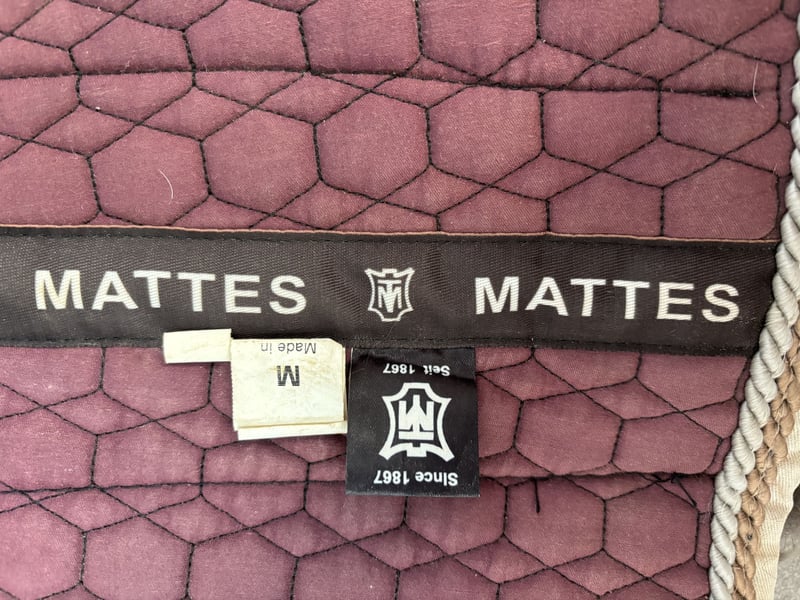 MATTES MATTES
Made in
M
Seit 1867
Since 1867